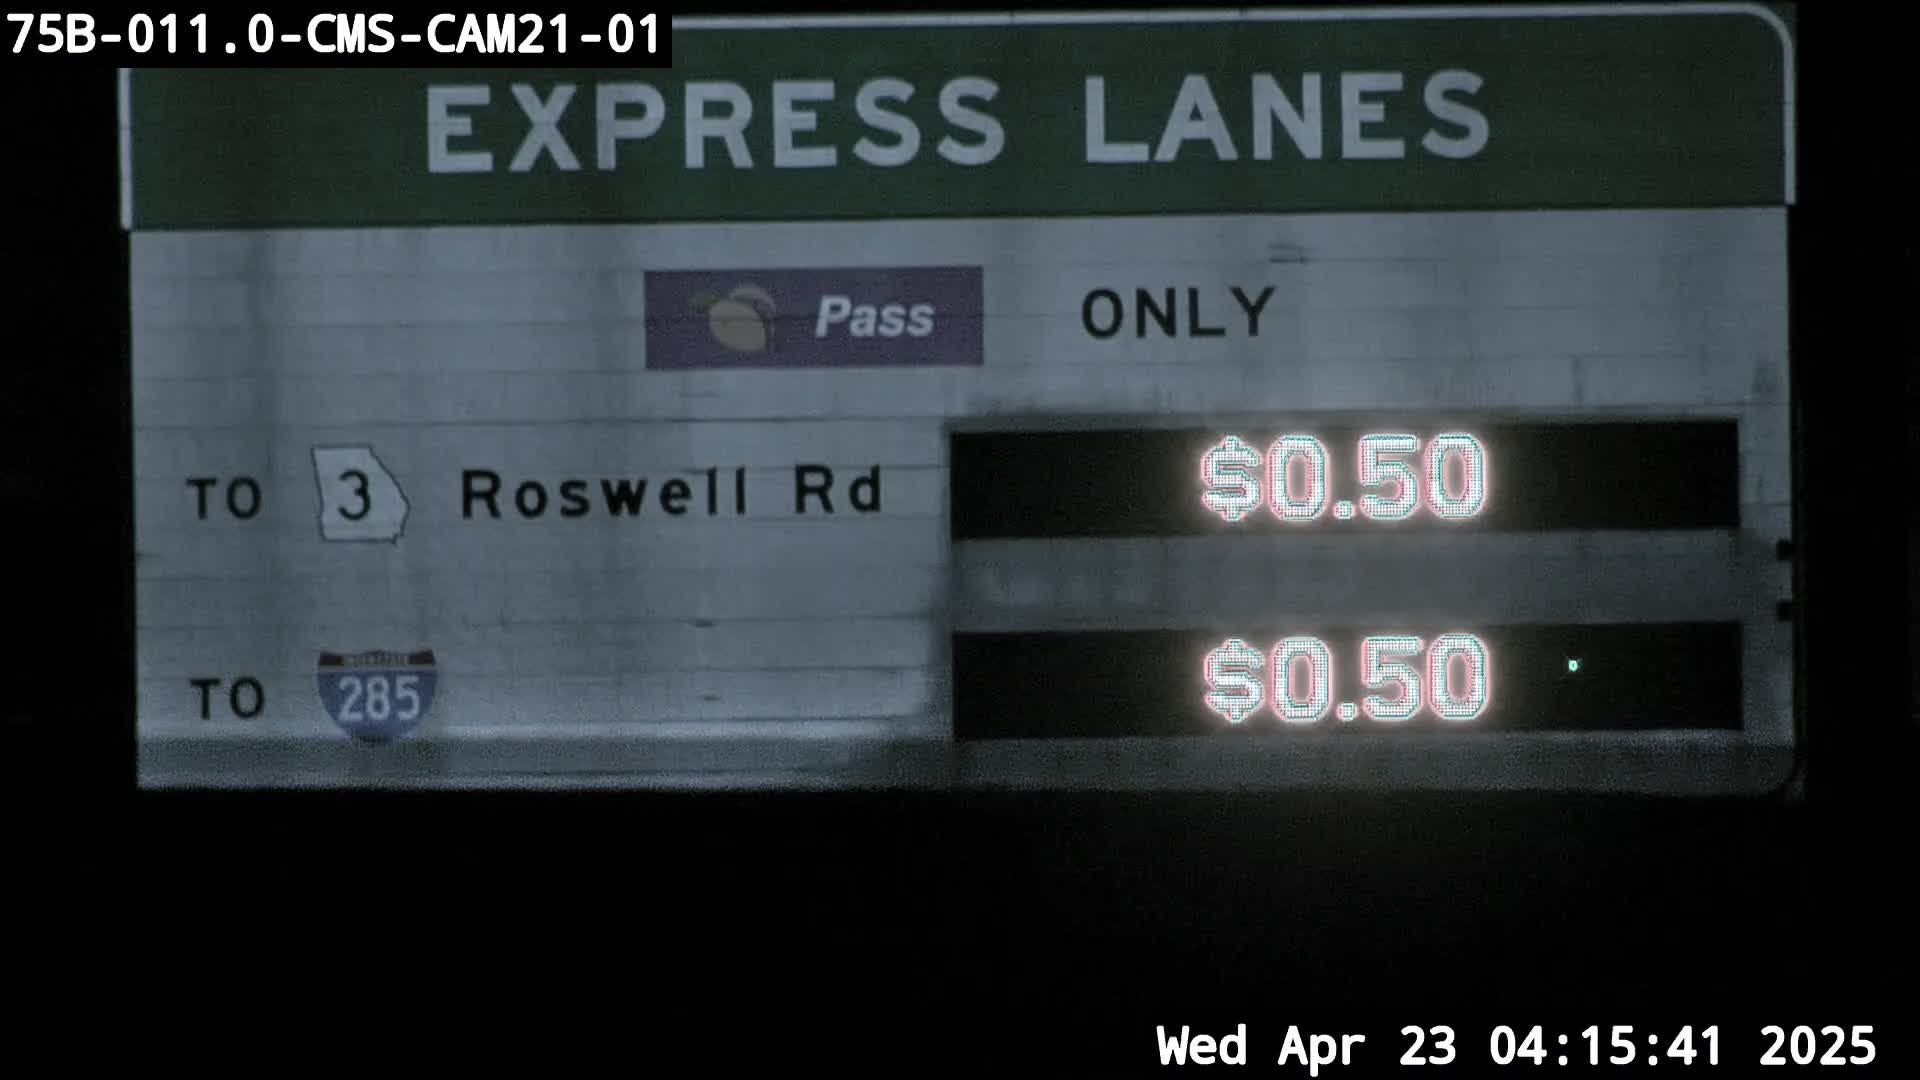 75B-011.0-CMS-CAM21-01
EXPRESS LANES
Pass ONLY
TO 3 Roswell Rd $0.50
TO 285 $0.50
Wed Apr 23 04:15:41 2025